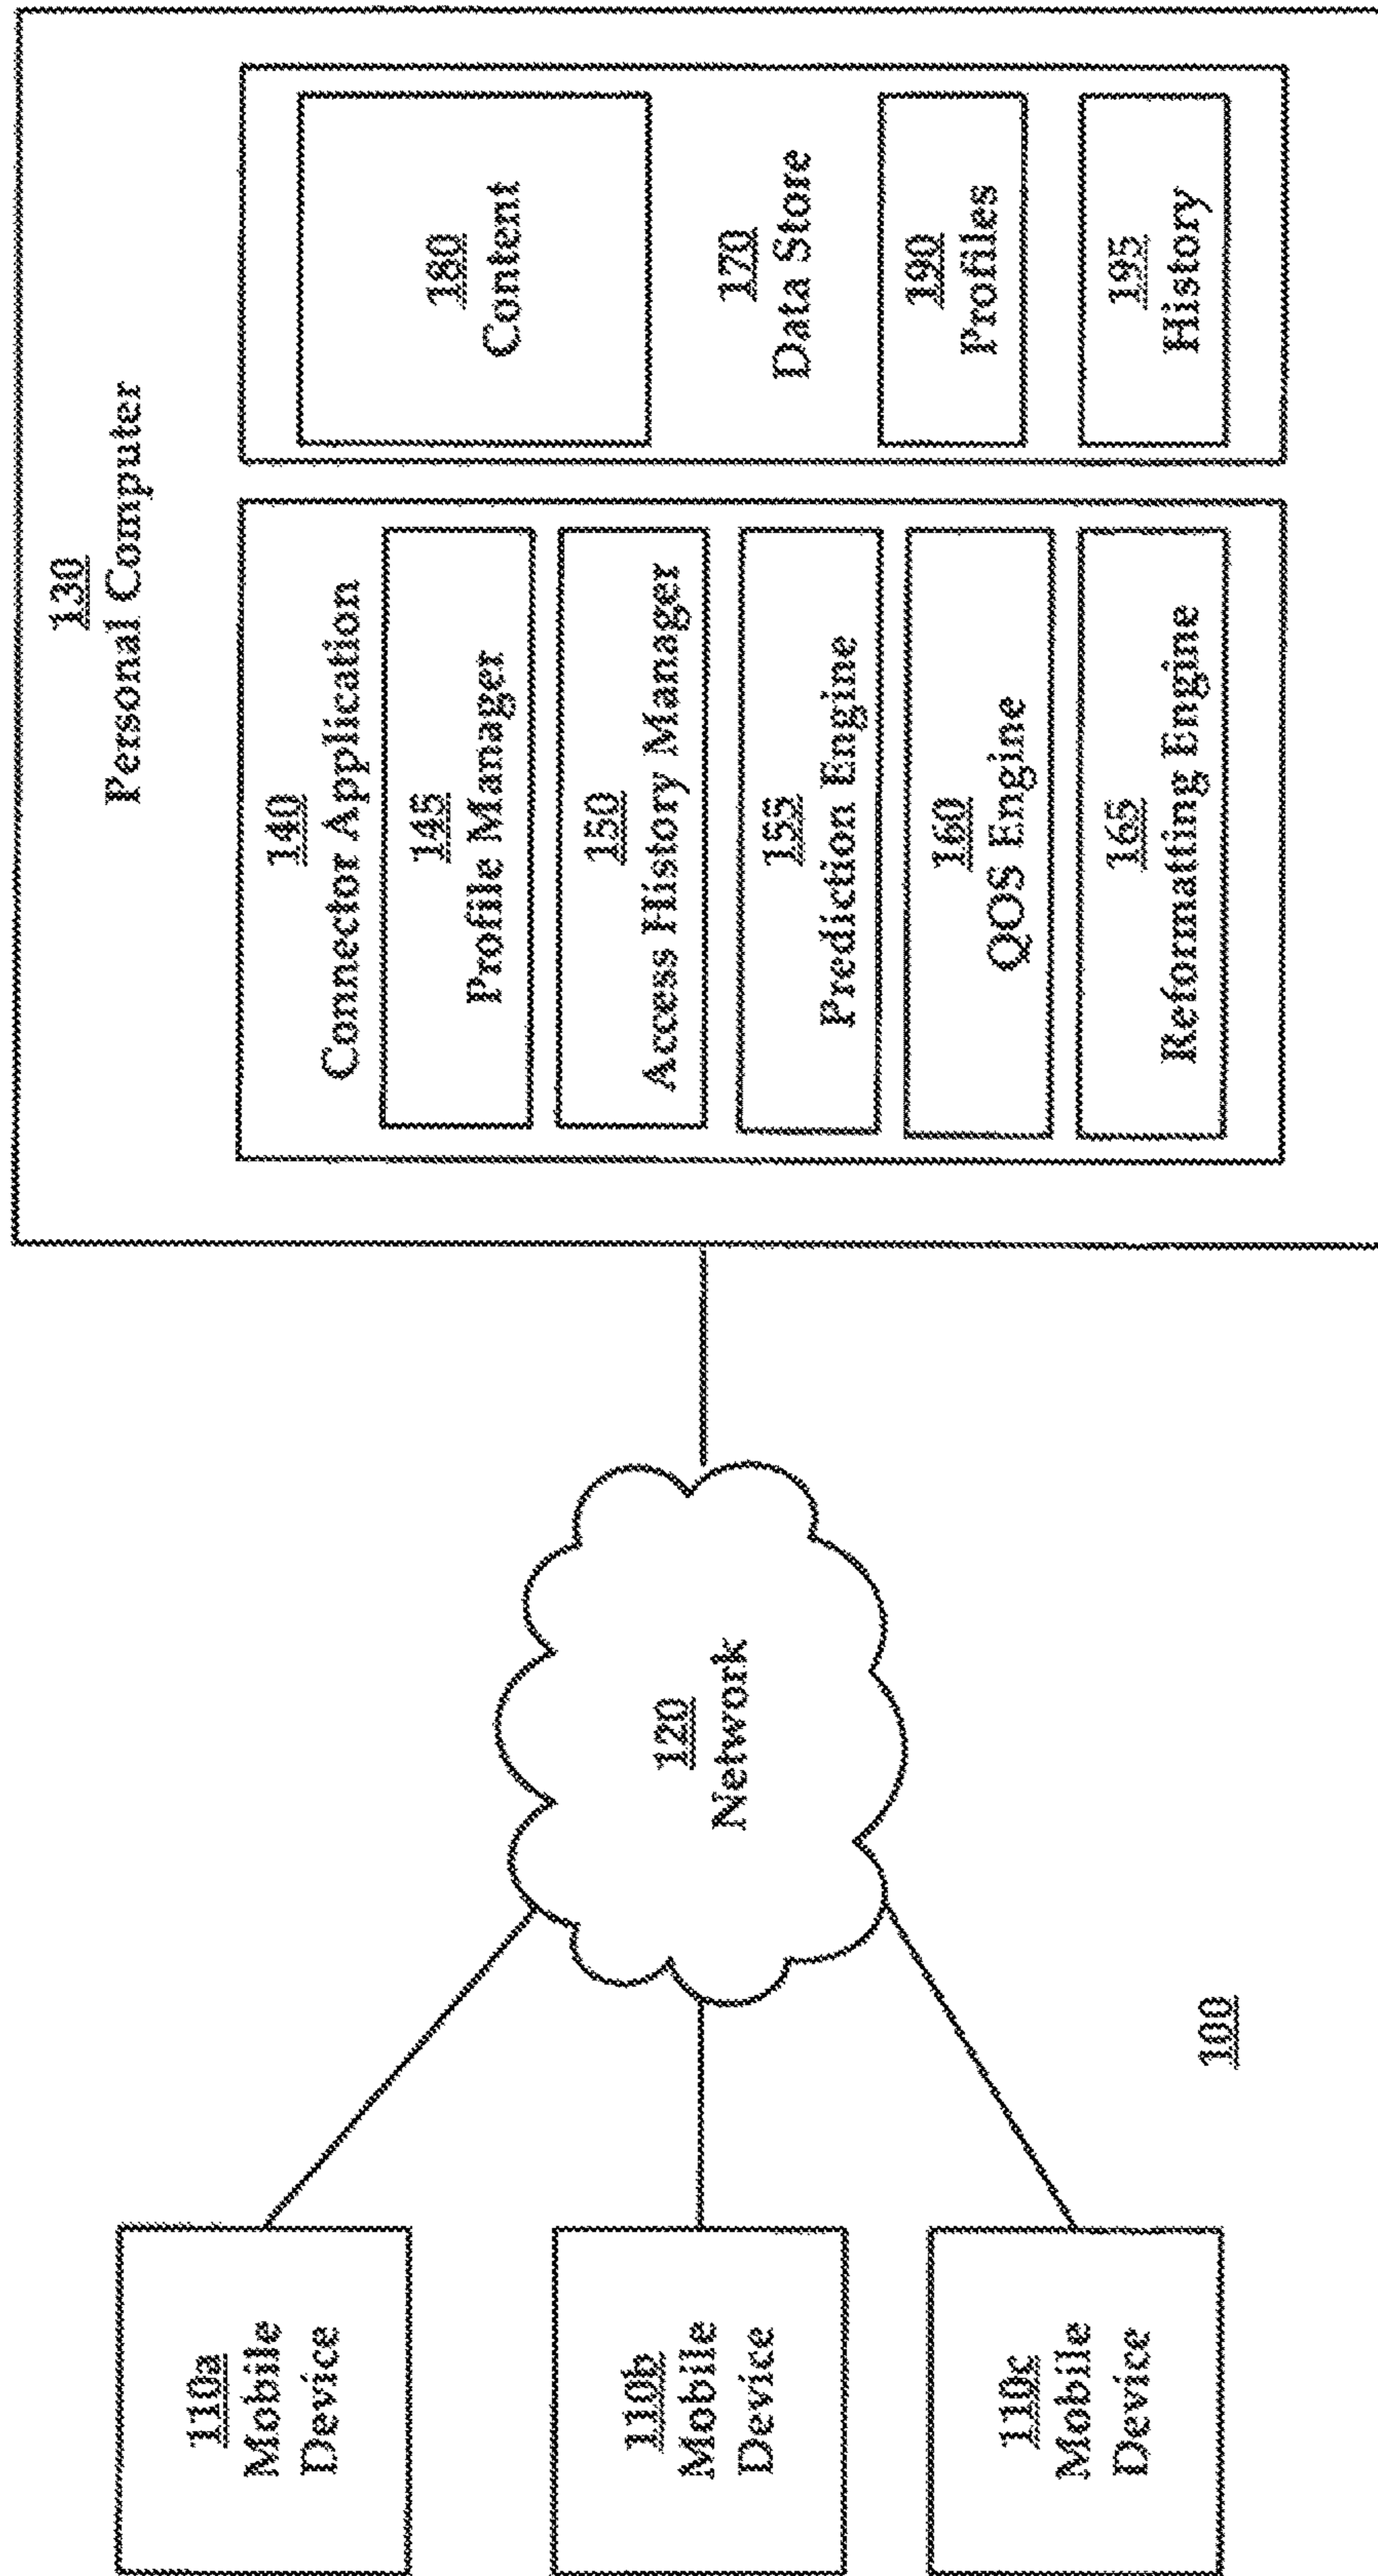 110a
Mobile
Device
110b
Mobile
Device
110c
Mobile
Device
100
120
Network
130
Personal Computer
140
Connector Application
145
Profile Manager
150
Access History Manager
155
Prediction Engine
160
QOS Engine
165
Reformatting Engine
180
Content
170
Data Store
190
Profiles
195
History